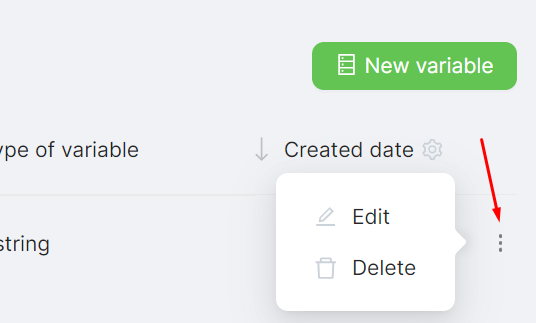 New variable
ype of variable
Created date
Edit
string
Delete